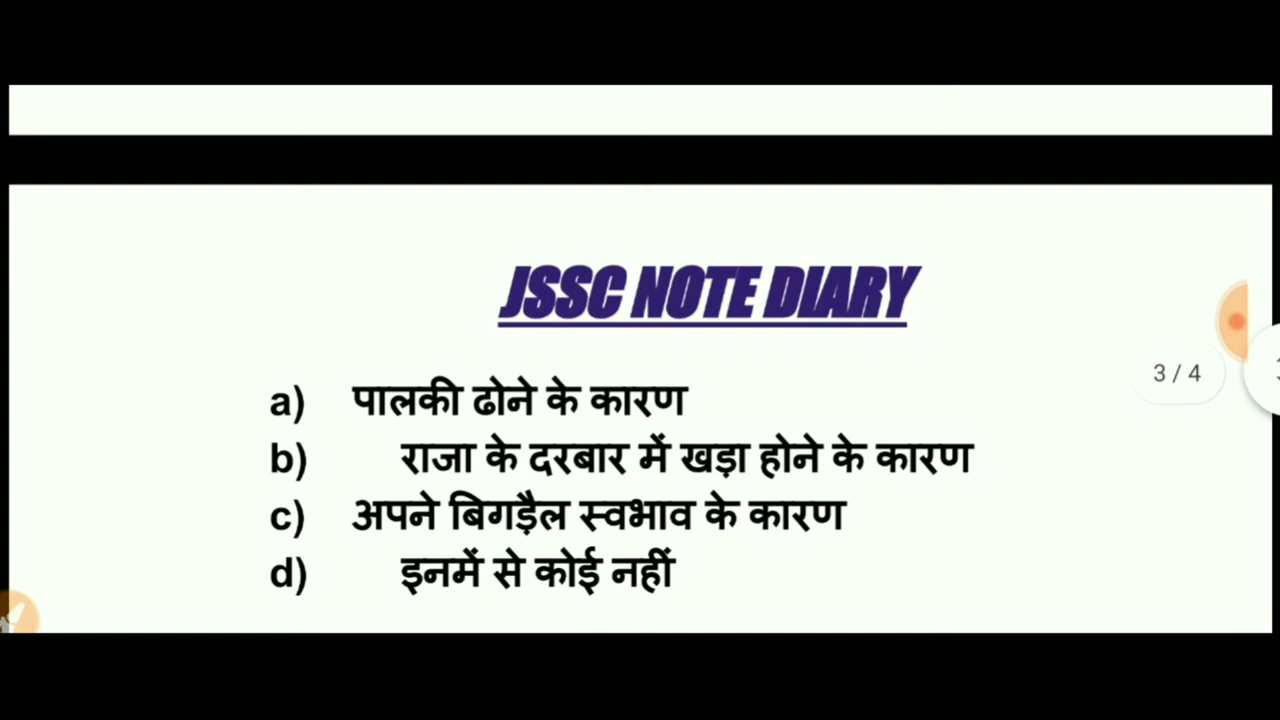 JSSC NOTE DIARY
3 / 4
a) पालकी ढोने के कारण
b) राजा के दरबार में खड़ा होने के कारण
c) अपने बिगड़ैल स्वभाव के कारण
d) इनमें से कोई नहीं